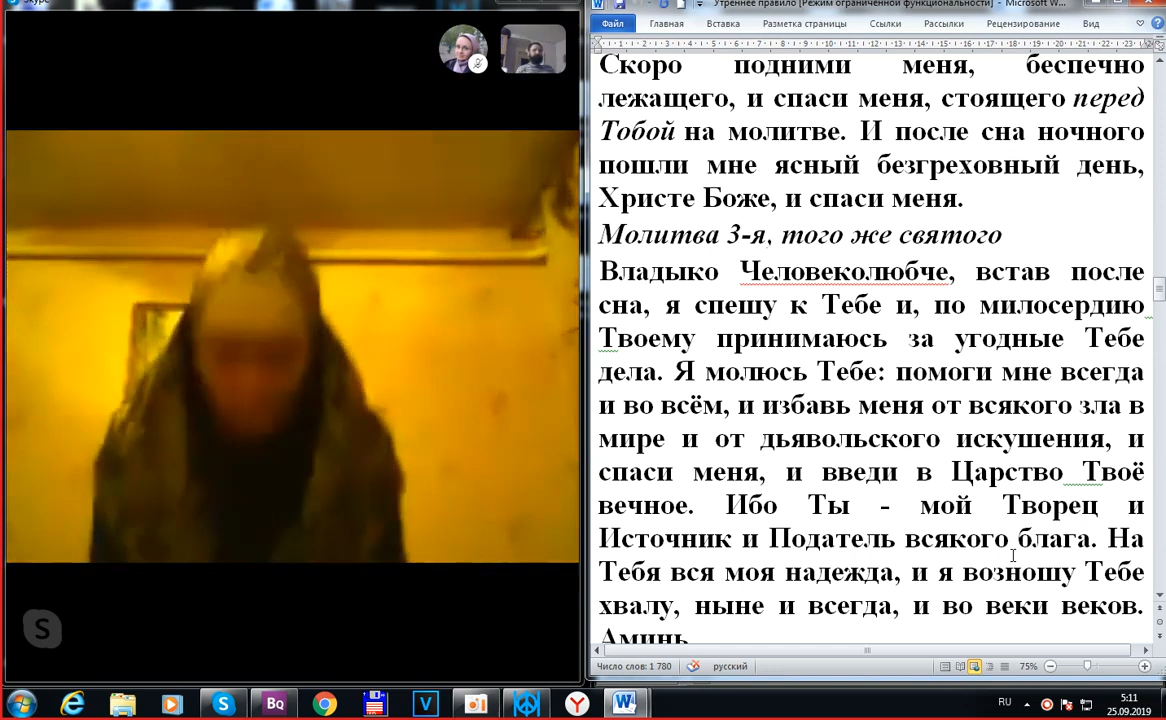 Skype
Утреннее правило [Режим ограниченной функциональности] - Microsoft W...
Файл Главная Вставка Разметка страницы Ссылки Рассылки Рецензирование Вид
Скоро подними меня, беспечно
лежащего, и спаси меня, стоящего перед
Тобой на молитве. И после сна ночного
пошли мне ясный безгреховный день,
Христе Боже, и спаси меня.
Молитва 3-я, того же святого
Владыко Человеколюбче, встав после
сна, я спешу к Тебе и, по милосердию
Твоему принимаюсь за угодные Тебе
дела. Я молюсь Тебе: помоги мне всегда
и во всём, и избавь меня от всякого зла в
мире и от дьявольского искушения, и
спаси меня, и введи в Царство Твоё
вечное. Ибо Ты - мой Творец и
Источник и Податель всякого блага. На
Тебя вся моя надежда, и я возношу Тебе
хвалу, ныне и всегда, и во веки веков.
Аминь
Число слов: 1 780 русский 75%
RU 5:11
25.09.2019